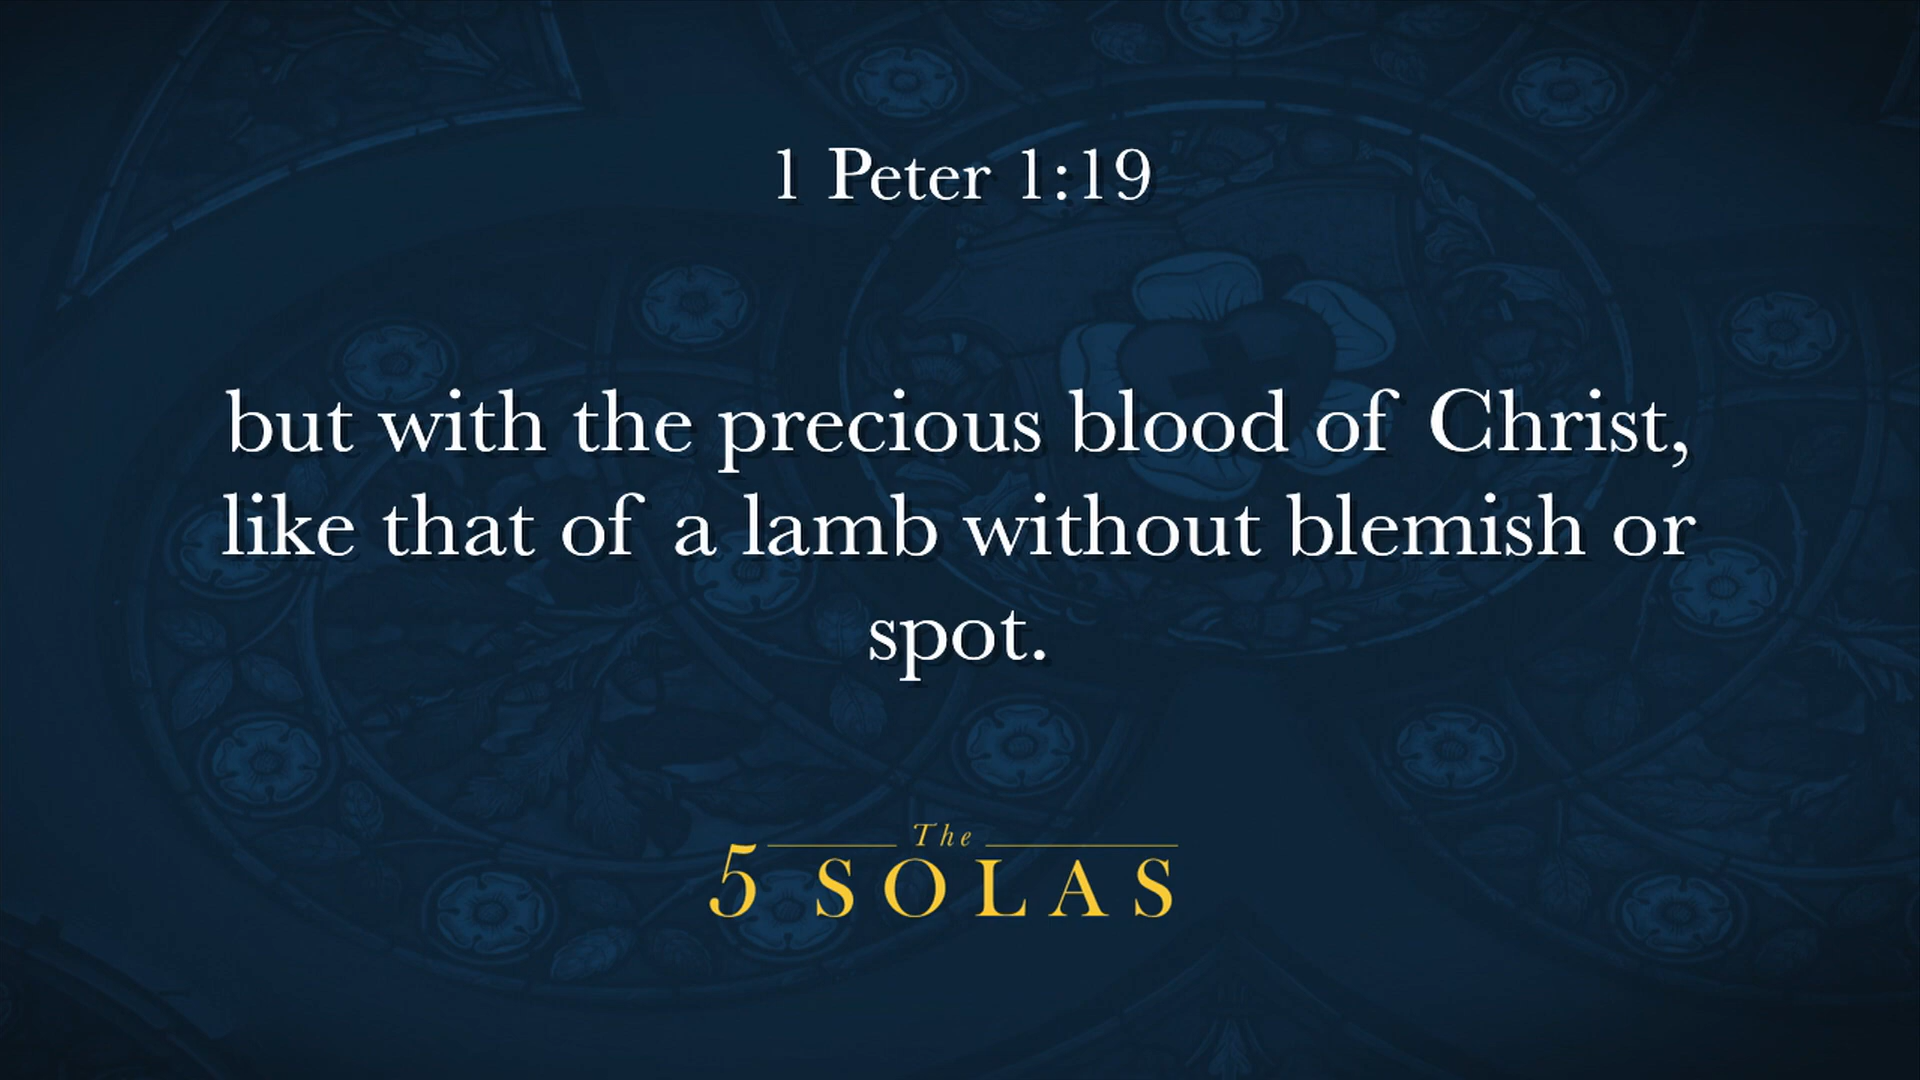 1 Peter 1:19
but with the precious blood of Christ,
like that of a lamb without blemish or
spot.
The
5 SOLAS